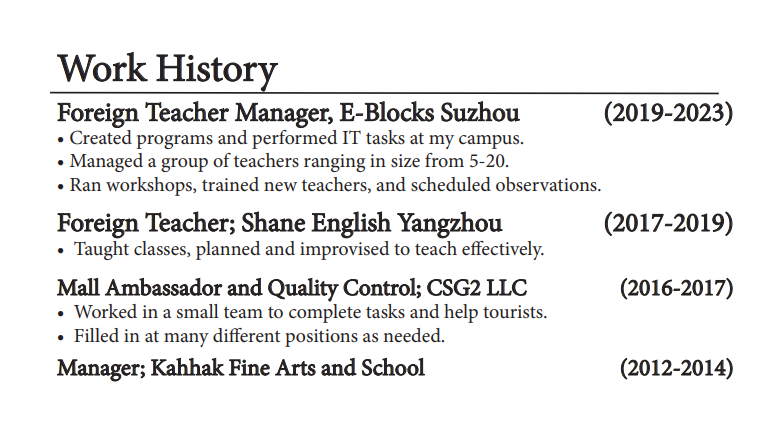 Work History
Foreign Teacher Manager, E-Blocks Suzhou (2019-2023)
• Created programs and performed IT tasks at my campus.
• Managed a group of teachers ranging in size from 5-20.
• Ran workshops, trained new teachers, and scheduled observations.
Foreign Teacher; Shane English Yangzhou (2017-2019)
• Taught classes, planned and improvised to teach effectively.
Mall Ambassador and Quality Control; CSG2 LLC (2016-2017)
• Worked in a small team to complete tasks and help tourists.
• Filled in at many different positions as needed.
Manager; Kahhak Fine Arts and School (2012-2014)